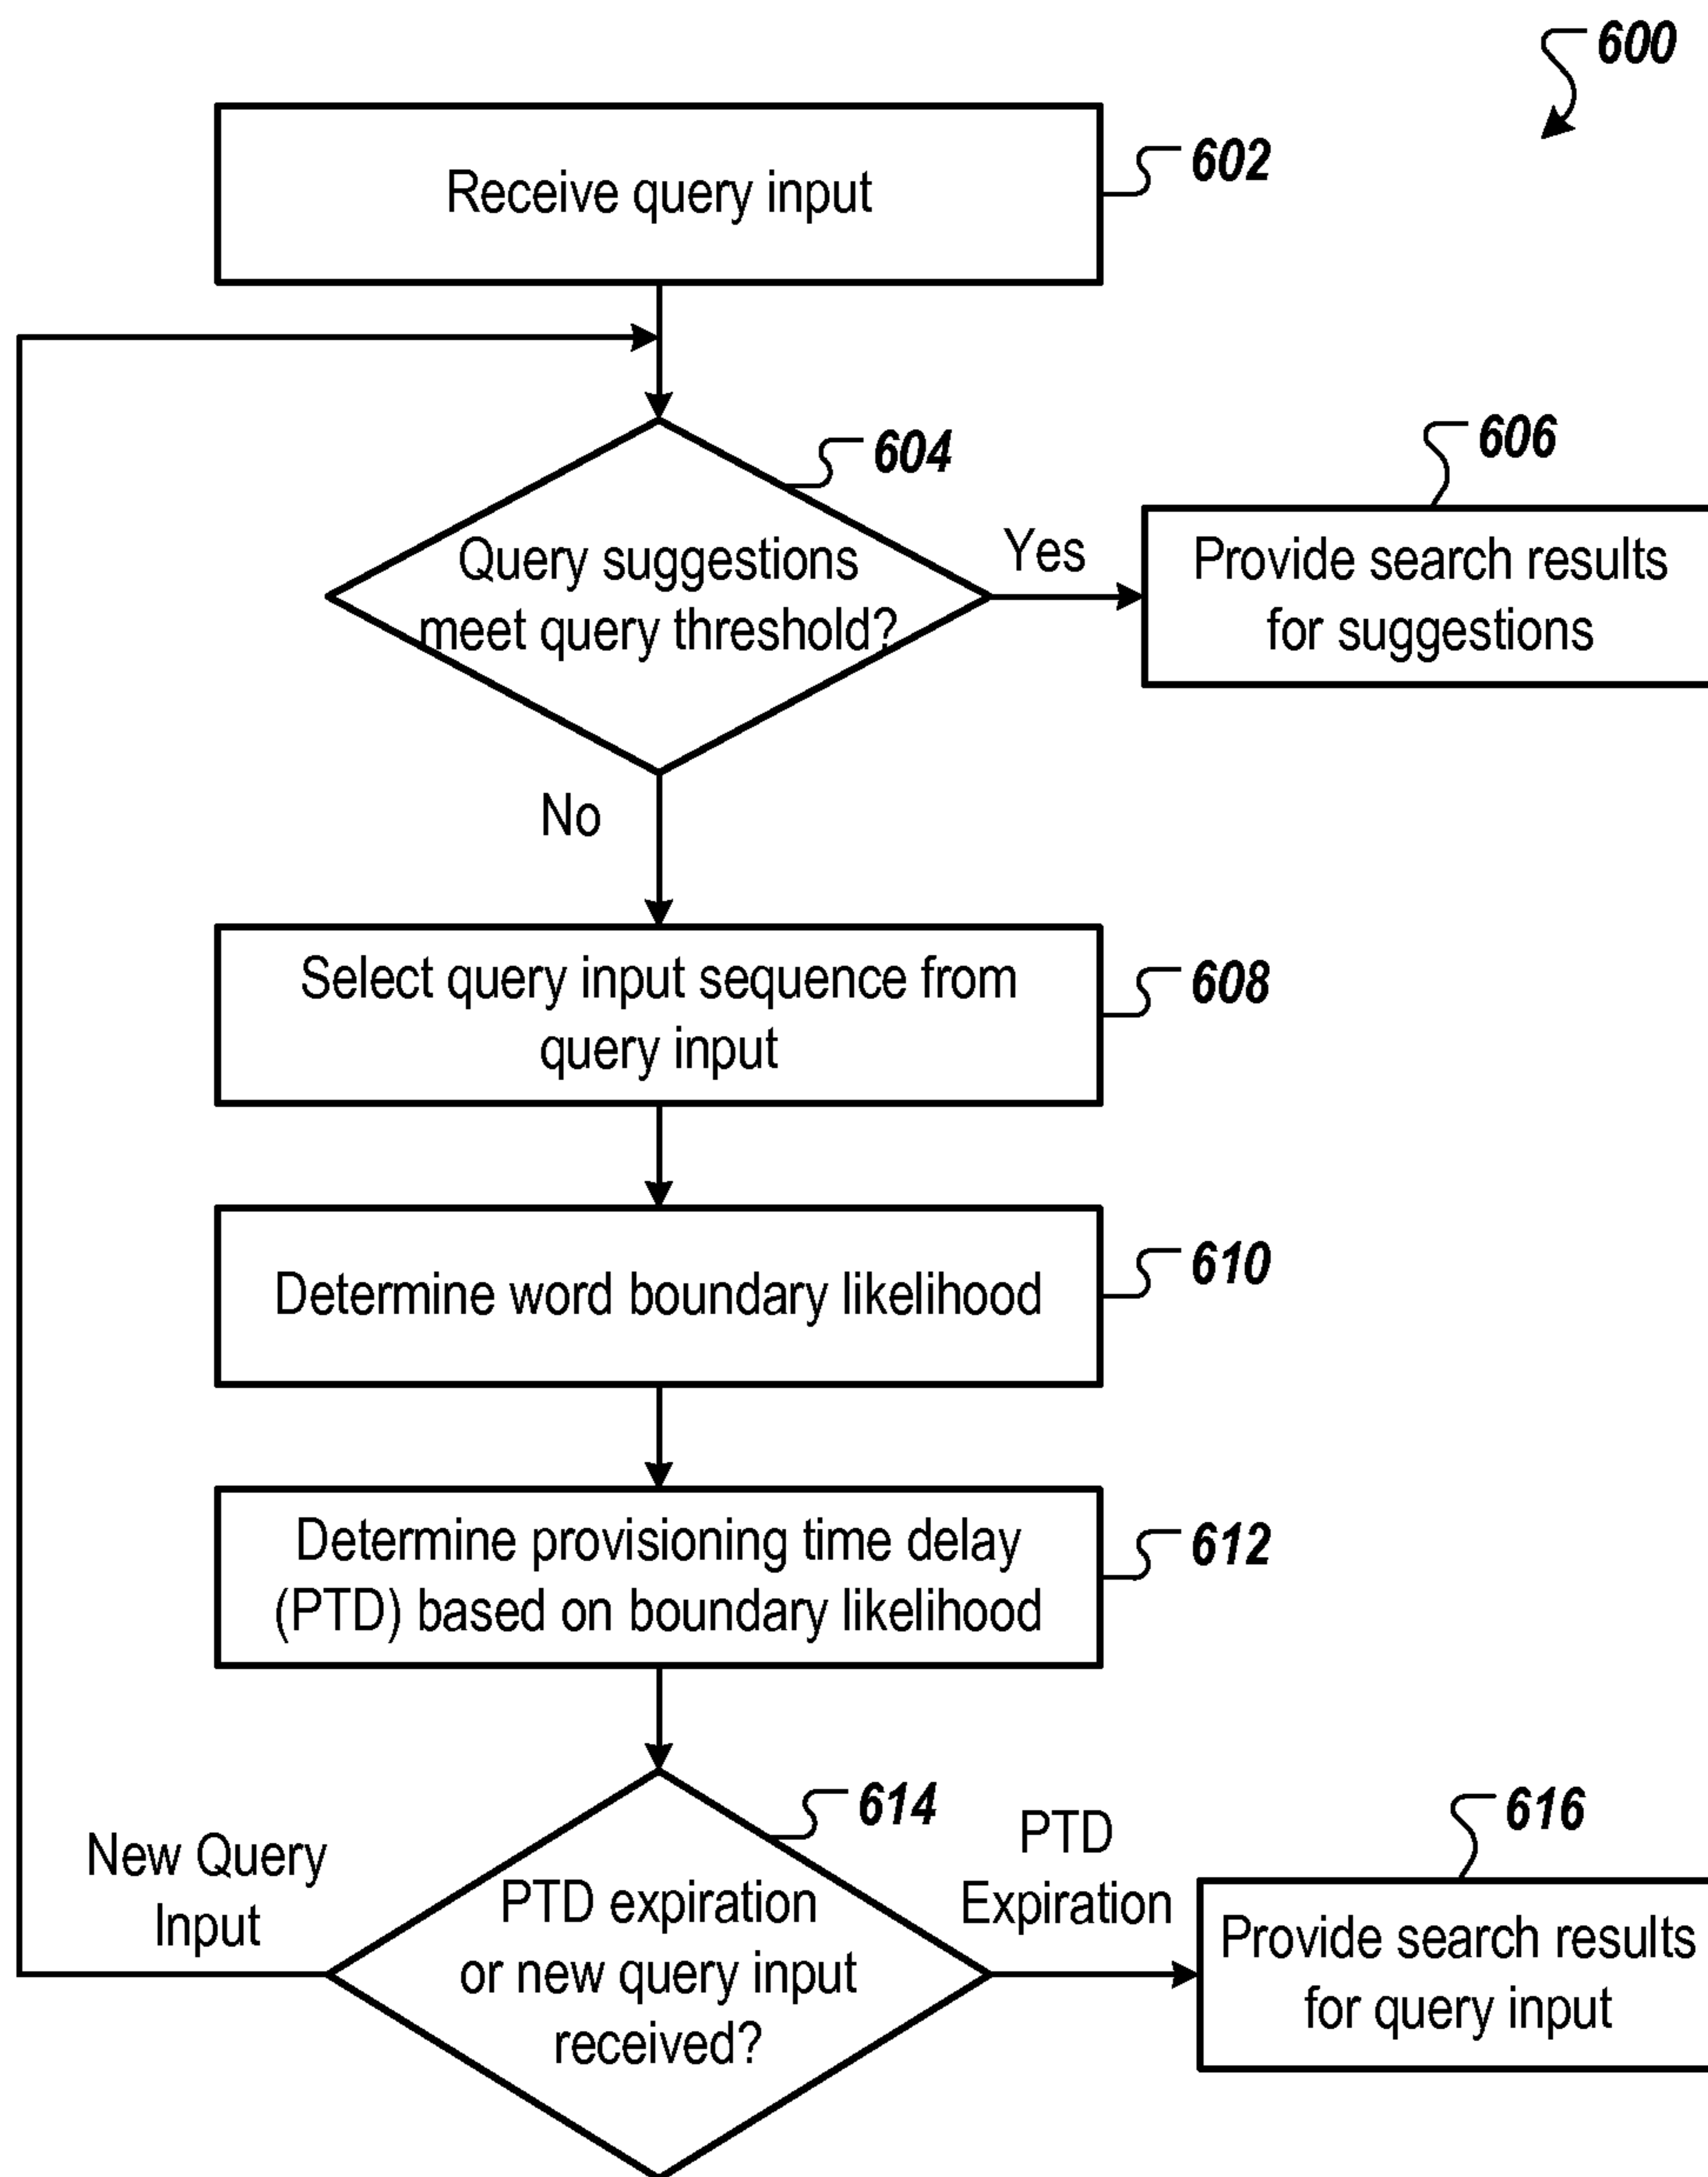 600
Receive query input
602
604
Query suggestions
meet query threshold?
Yes
606
Provide search results
for suggestions
No
Select query input sequence from
query input
608
Determine word boundary likelihood
610
Determine provisioning time delay
(PTD) based on boundary likelihood
612
614
New Query
Input
PTD expiration
or new query input
received?
PTD
Expiration
616
Provide search results
for query input